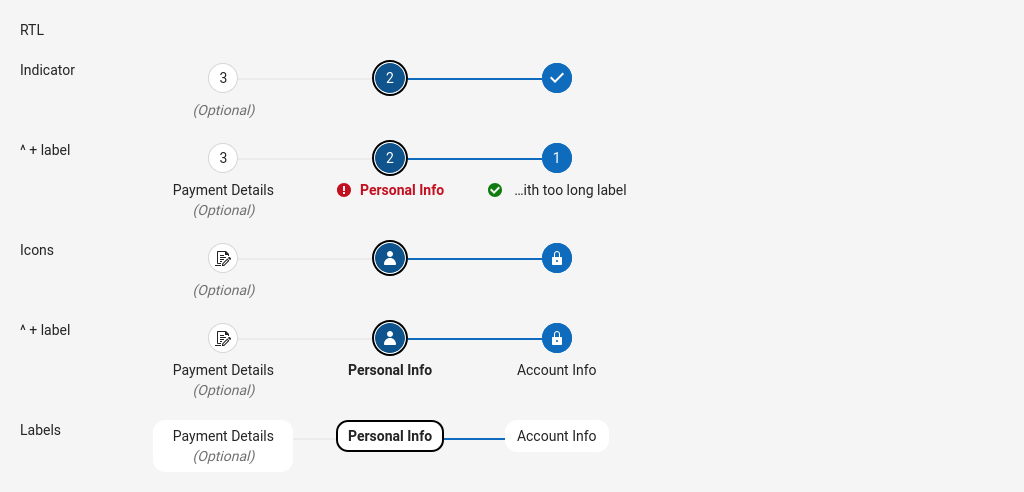 RTL
Indicator
3 2
(Optional)
^ + label
3 2 1
Payment Details Personal Info …ith too long label
(Optional)
Icons
(Optional)
^ + label
Payment Details Personal Info Account Info
(Optional)
Labels
Payment Details Personal Info Account Info
(Optional)